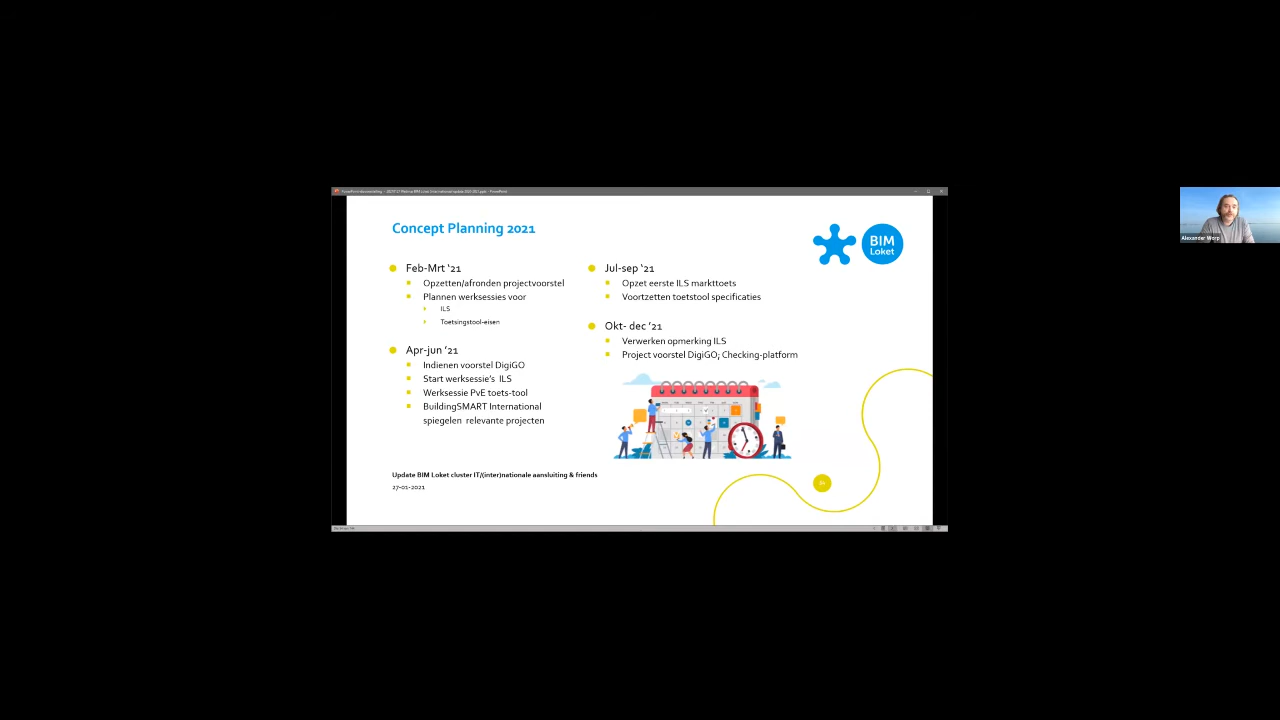 Concept Planning 2021
BIM
Loket
Feb-Mrt '21
Opzetten/afronden projectvoorstel
Plannen werksessies voor
ILS
Toetsingstool-eisen
Apr-jun '21
Indienen voorstel DigiGO
Start werksessie's ILS
Werksessie PvE toets-tool
BuildingSMART International
spiegelen relevante projecten
Jul-sep '21
Opzet eerste ILS markttoets
Voortzetten toetstool specificaties
Okt- dec '21
Verwerken opmerking ILS
Project voorstel DigiGO; Checking-platform
Update BIM Loket cluster IT/(inter)nationale aansluiting & friends
27-01-2021
Alexander Worp